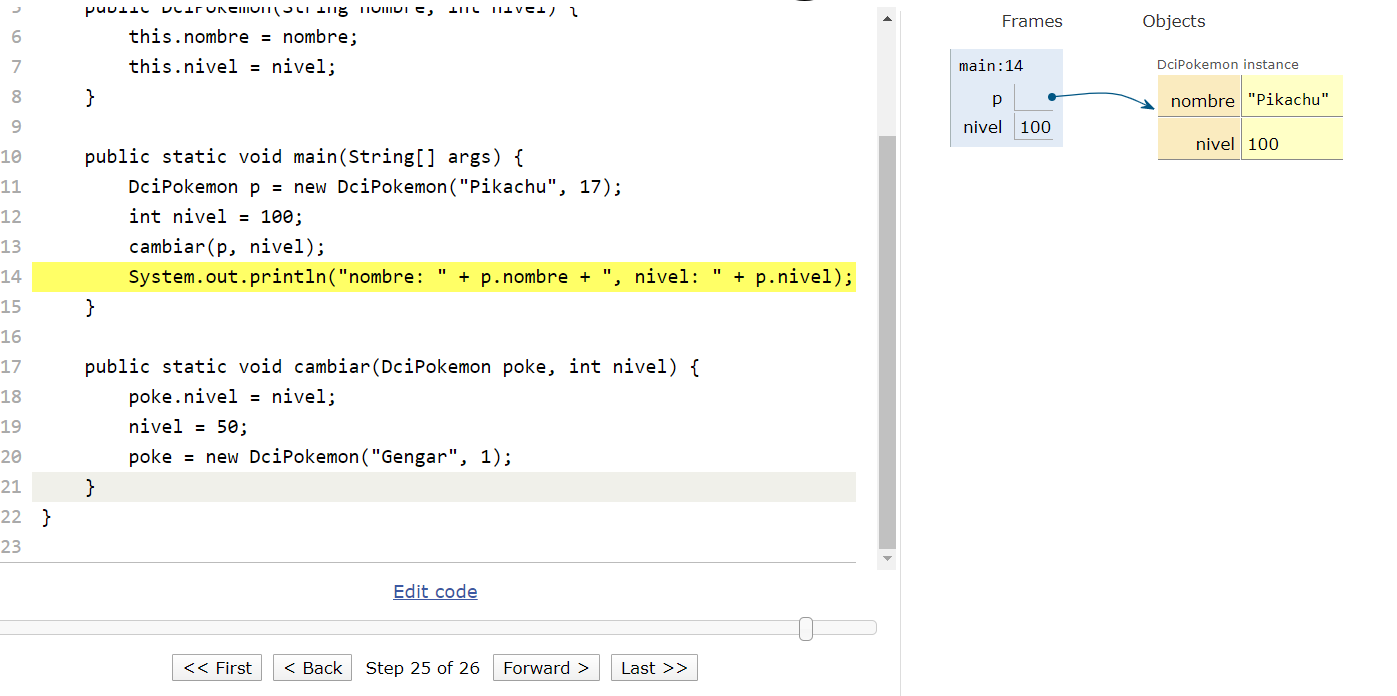 5     public DciPokemon(String nombre, int nivel) {
6         this.nombre = nombre;
7         this.nivel = nivel;
8     }
9
10     public static void main(String[] args) {
11         DciPokemon p = new DciPokemon("Pikachu", 17);
12         int nivel = 100;
13         cambiar(p, nivel);
14         System.out.println("nombre: " + p.nombre + ", nivel: " + p.nivel);
15     }
16
17     public static void cambiar(DciPokemon poke, int nivel) {
18         poke.nivel = nivel;
19         nivel = 50;
20         poke = new DciPokemon("Gengar", 1);
21     }
22 }
23
Edit code
<< First < Back Step 25 of 26 Forward > Last >>
Frames Objects
main:14
p
nivel 100
DciPokemon instance
nombre "Pikachu"
nivel 100